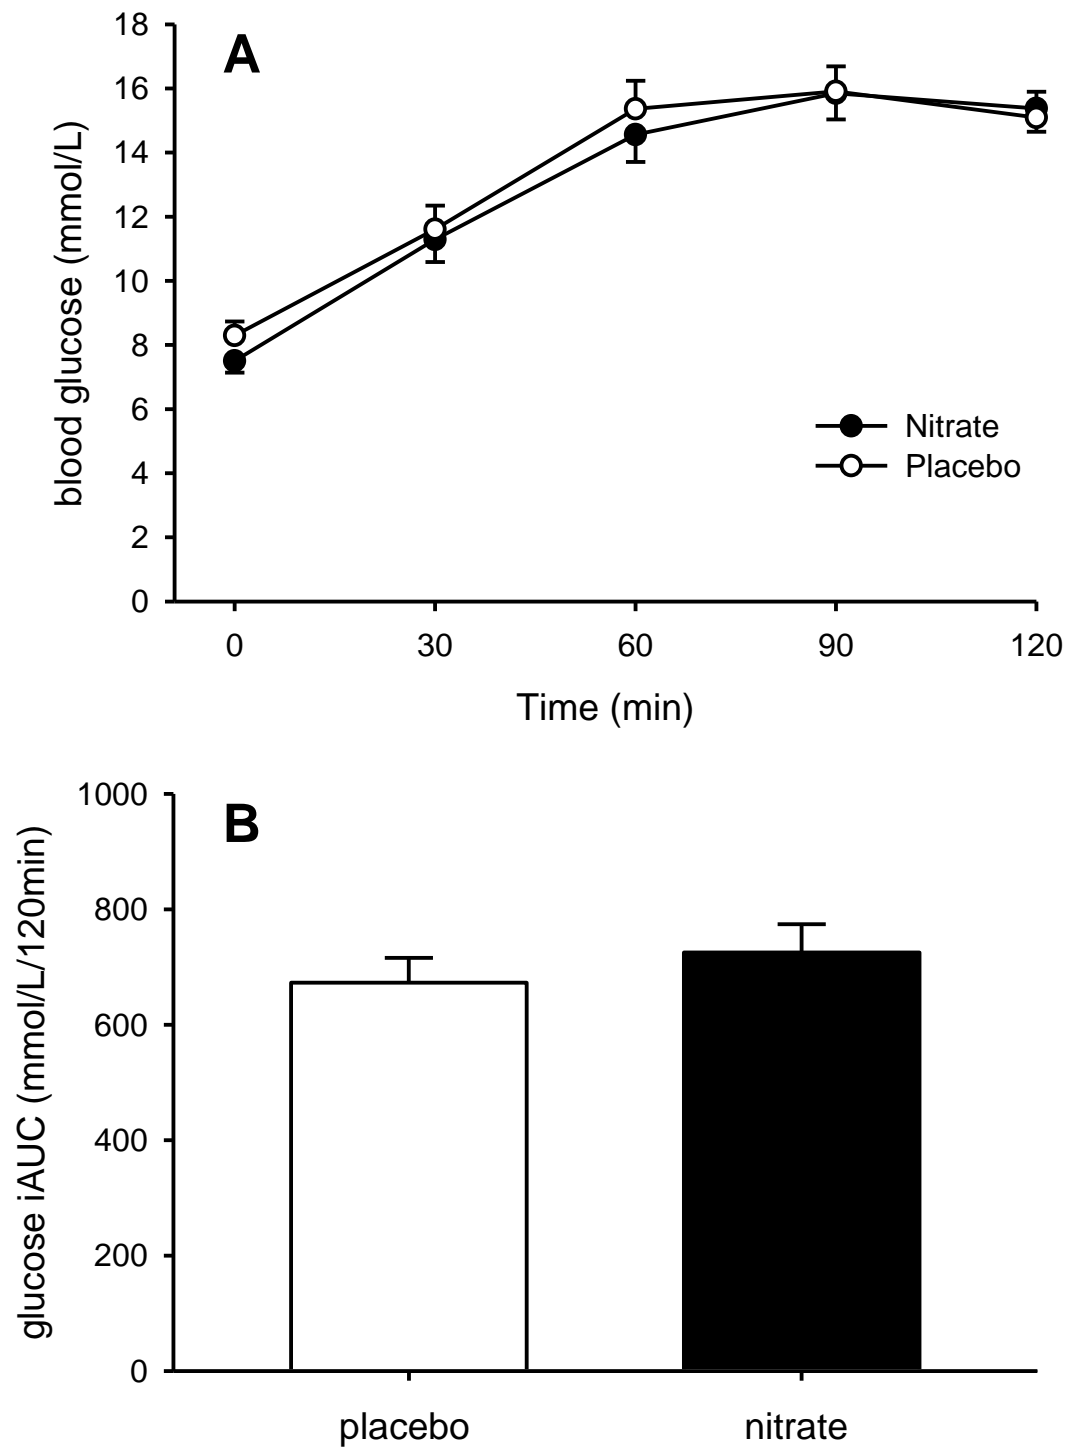 A
18
16
14
12
10
8
6
4
2
0
blood glucose (mmol/L)
Nitrate
Placebo
0 30 60 90 120
Time (min)
B
1000
800
600
400
200
0
glucose iAUC (mmol/L/120min)
placebo nitrate